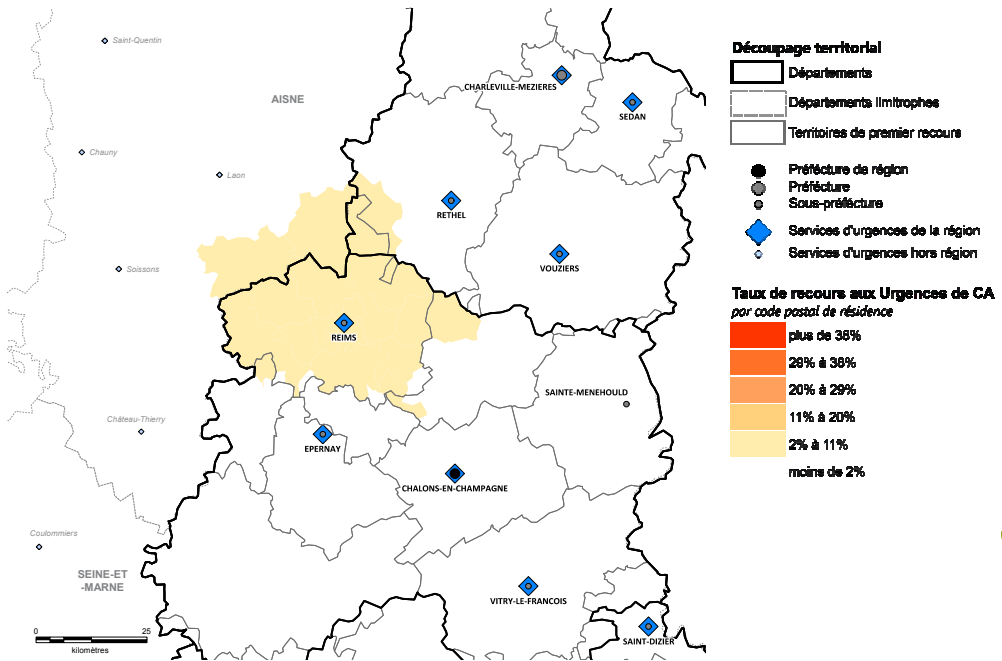 Saint-Quentin
AISNE
CHARLEVILLE-MEZIERES
SEDAN
Chauny
Laon
RETHEL
VOUZIERS
Soissons
REIMS
SAINTE-MENEHOULD
Château-Thierry
EPERNAY
CHALONS-EN-CHAMPAGNE
Coulommiers
SEINE-ET
-MARNE
VITRY-LE-FRANCOIS
SAINT-DIZIER
0 25
kilomètres
Découpage territorial
Départements
Départements limitrophes
Territoires de premier recours
Préfécture de région
Préfécture
Sous-préfécture
Services d'urgences de la région
Services d'urgences hors région
Taux de recours aux Urgences de CA
par code postal de résidence
plus de 38%
29% à 38%
20% à 29%
11% à 20%
2% à 11%
moins de 2%